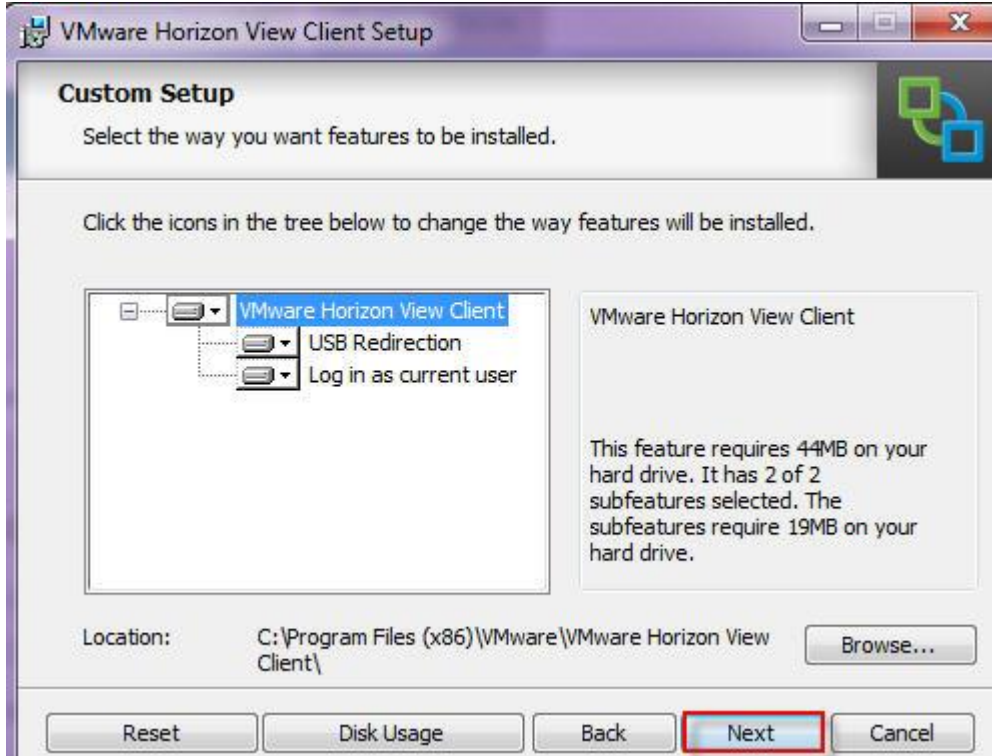 VMware Horizon View Client Setup
Custom Setup
Select the way you want features to be installed.
Click the icons in the tree below to change the way features will be installed.
VMware Horizon View Client
USB Redirection
Log in as current user
VMware Horizon View Client
This feature requires 44MB on your
hard drive. It has 2 of 2
subfeatures selected. The
subfeatures require 19MB on your
hard drive.
Location:
C:\Program Files (x86)\VMware\VMware Horizon View
Client\
Browse...
Reset
Disk Usage
Back
Next
Cancel